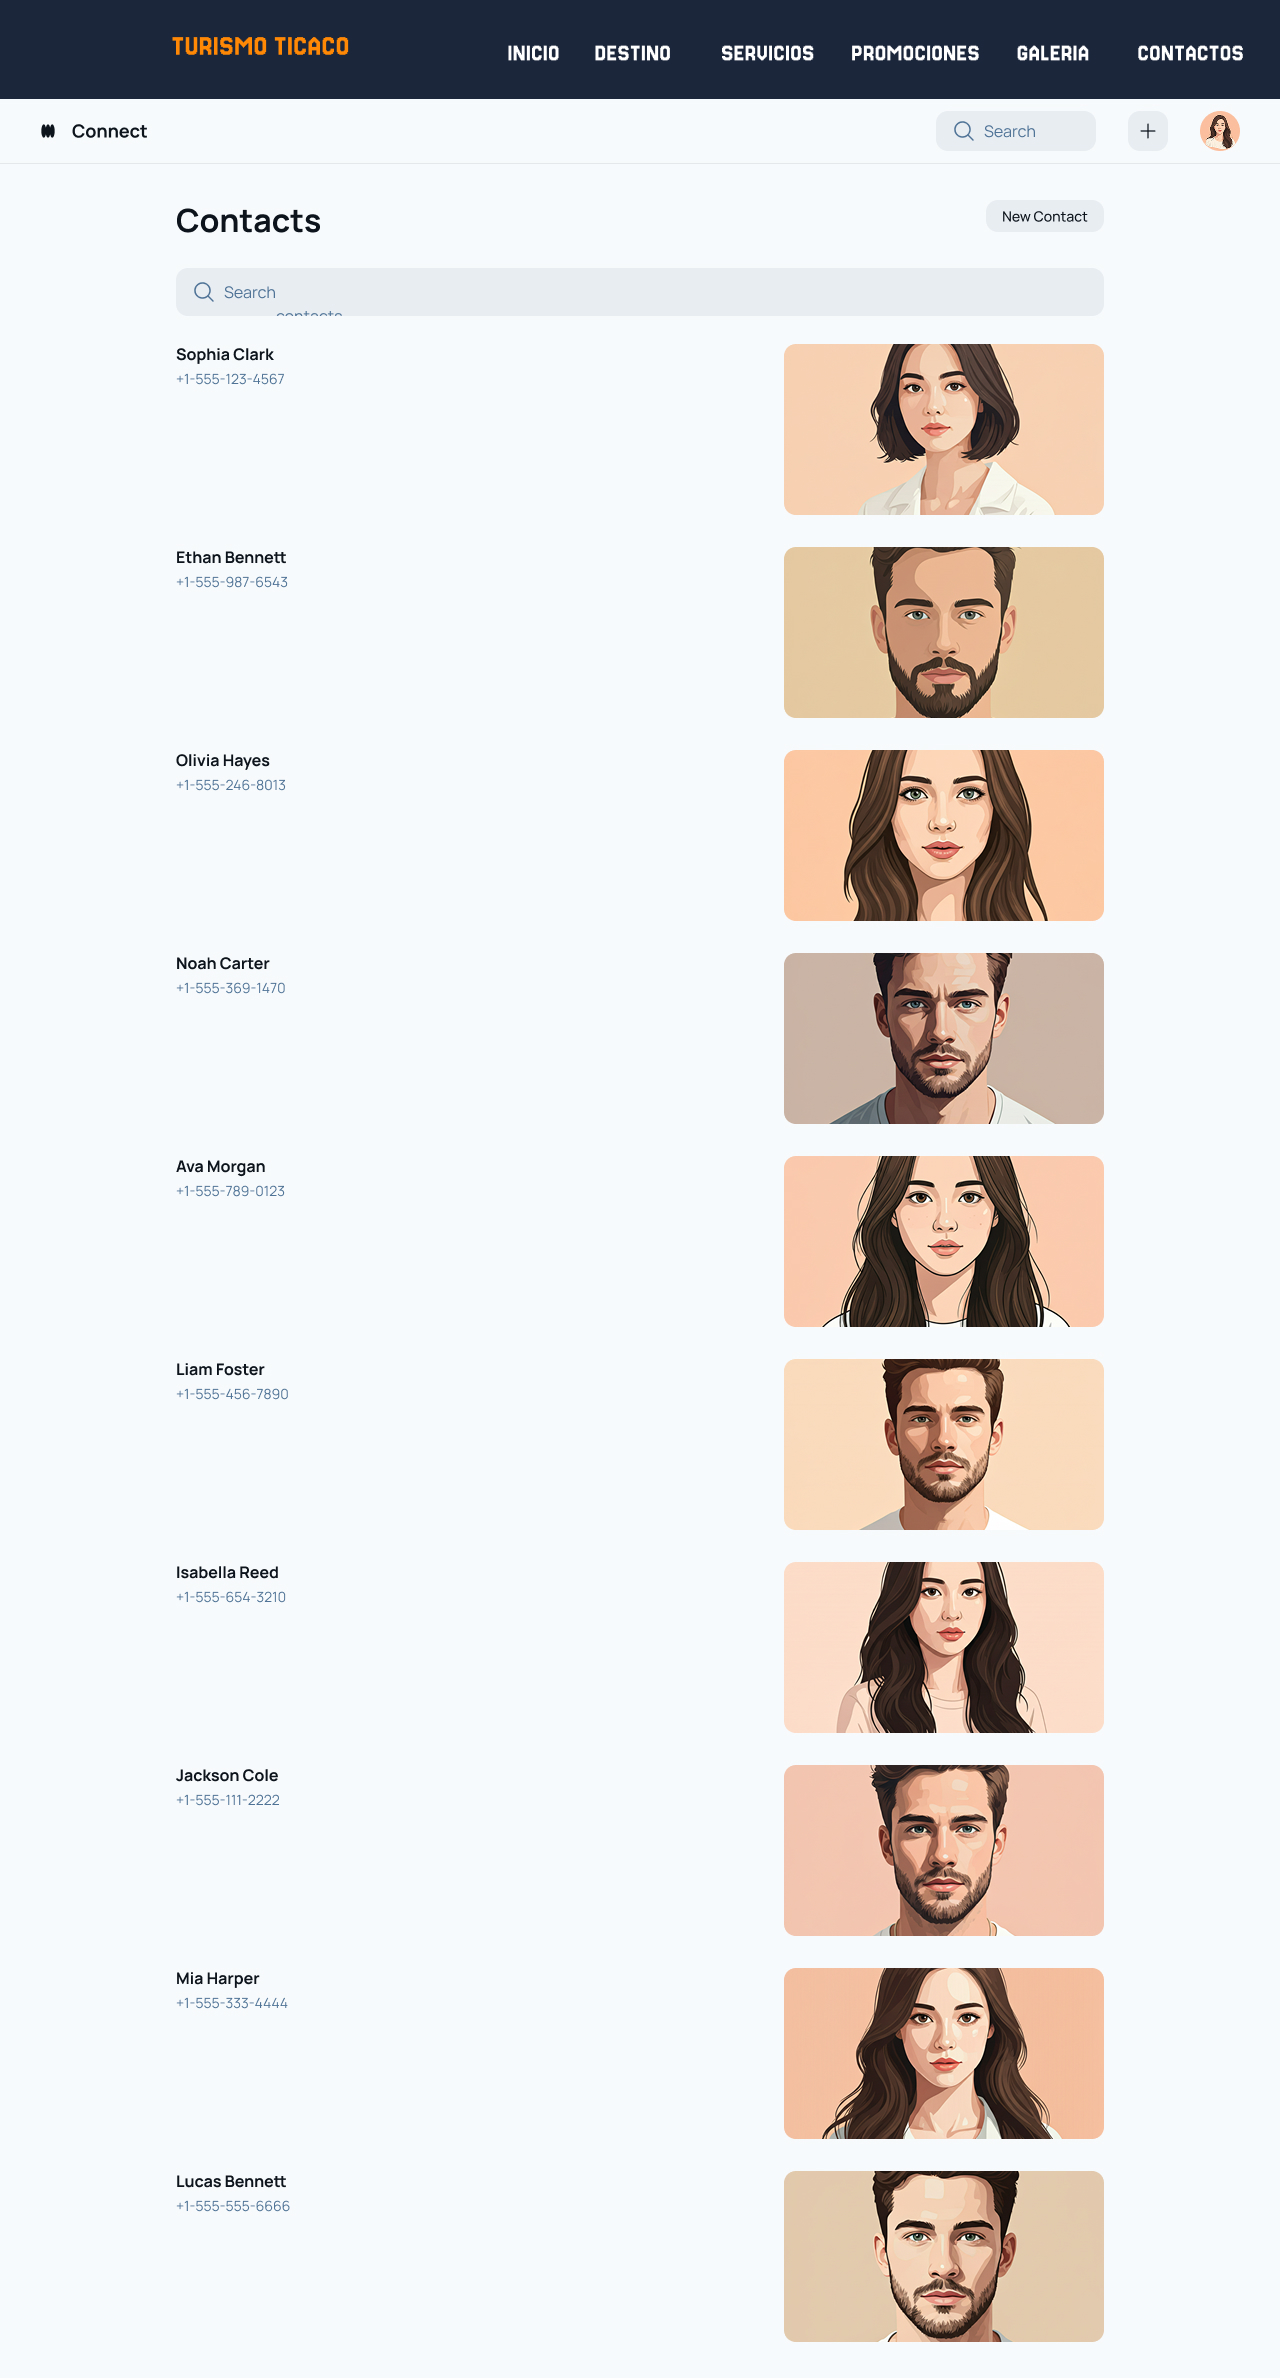 TURISMO TICACO
INICIO DESTINO SERVICIOS PROMOCIONES GALERIA CONTACTOS
Connect
Search
Contacts
New Contact
Search
contacts
Sophia Clark
+1-555-123-4567
Ethan Bennett
+1-555-987-6543
Olivia Hayes
+1-555-246-8013
Noah Carter
+1-555-369-1470
Ava Morgan
+1-555-789-0123
Liam Foster
+1-555-456-7890
Isabella Reed
+1-555-654-3210
Jackson Cole
+1-555-111-2222
Mia Harper
+1-555-333-4444
Lucas Bennett
+1-555-555-6666